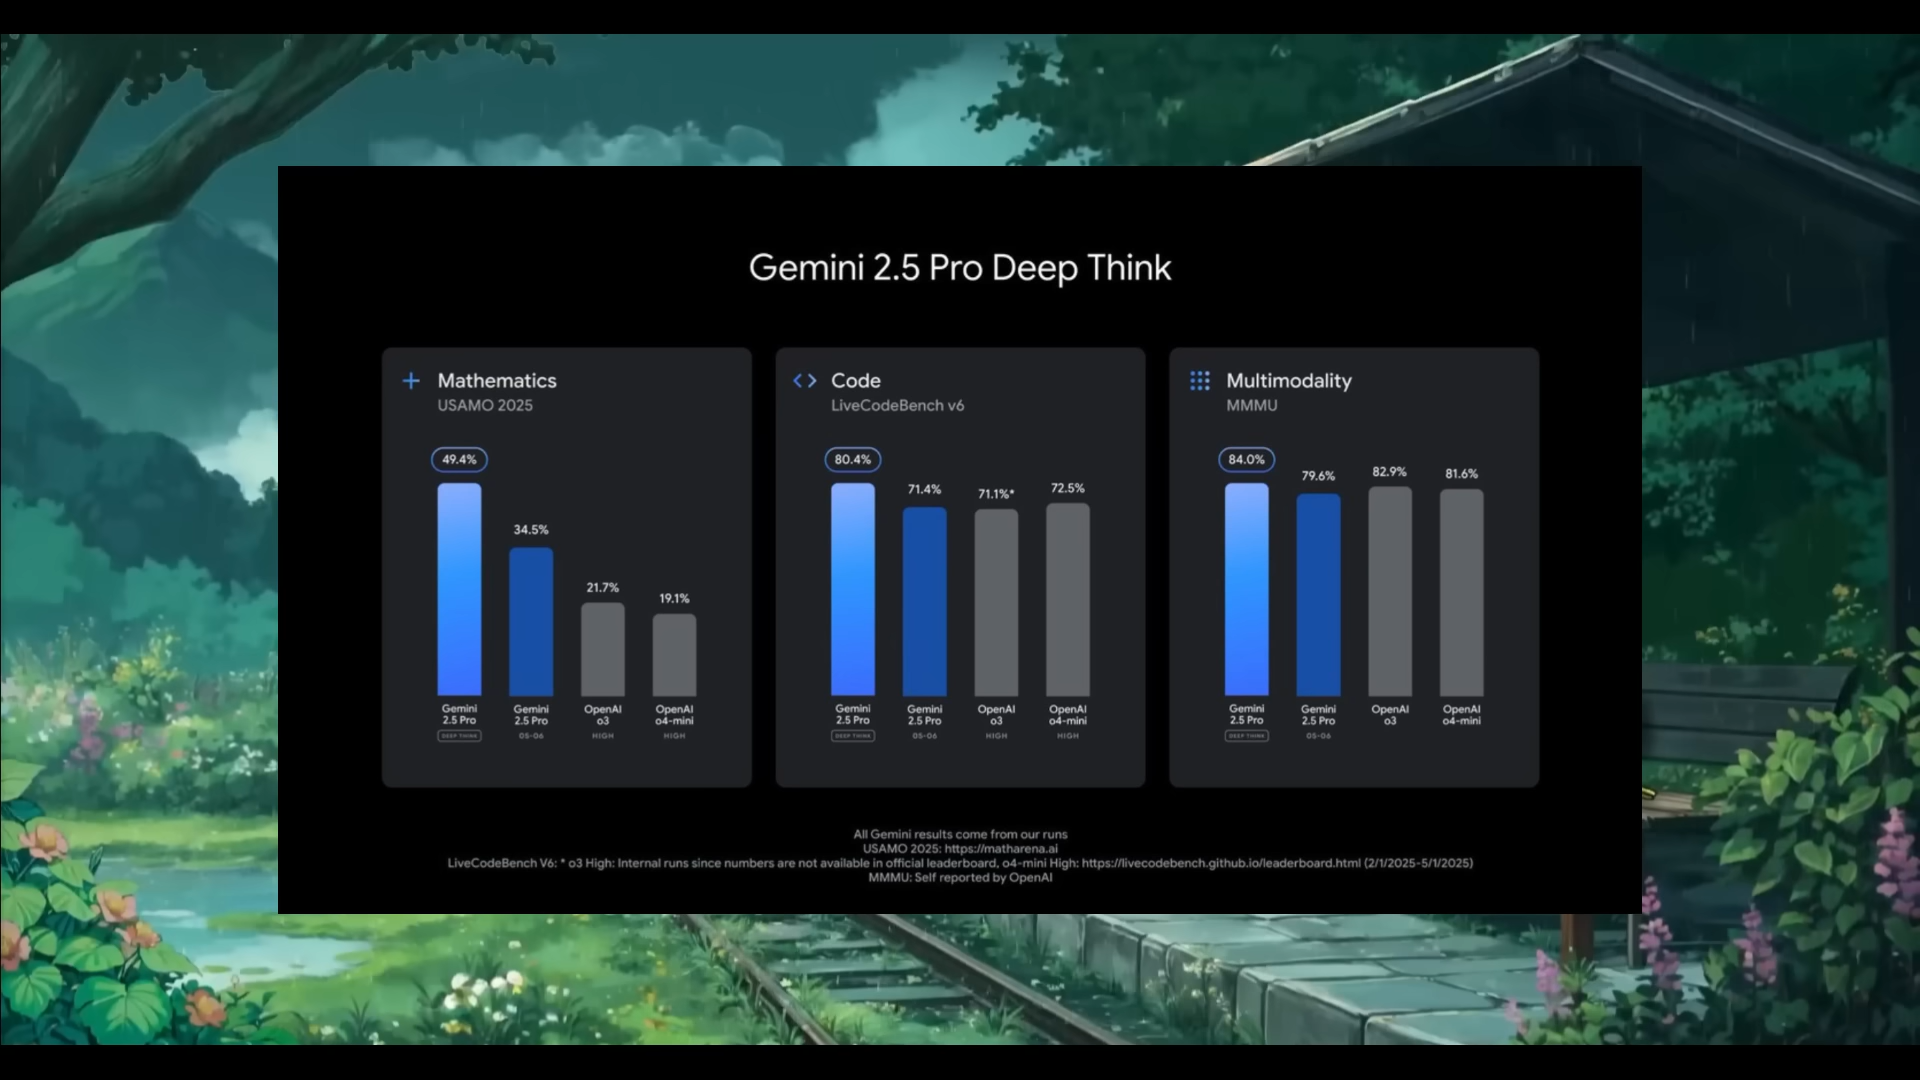 Gemini 2.5 Pro Deep Think
Mathematics
USAMO 2025
49.4%
34.5%
21.7%
19.1%
Gemini
2.5 Pro
DEEP THINK
Gemini
2.5 Pro
05-06
OpenAI
o3
HIGH
OpenAI
o4-mini
HIGH
Code
LiveCodeBench v6
80.4%
71.4%
71.1%*
72.5%
Gemini
2.5 Pro
DEEP THINK
Gemini
2.5 Pro
05-06
OpenAI
o3
HIGH
OpenAI
o4-mini
HIGH
Multimodality
MMMU
84.0%
79.6%
82.9%
81.6%
Gemini
2.5 Pro
DEEP THINK
Gemini
2.5 Pro
05-06
OpenAI
o3
OpenAI
o4-mini
All Gemini results come from our runs
USAMO 2025: https://matharena.ai
LiveCodeBench V6: * o3 High: Internal runs since numbers are not available in official leaderboard, o4-mini High: https://livecodebench.github.io/leaderboard.html (2/1/2025-5/1/2025)
MMMU: Self reported by OpenAI